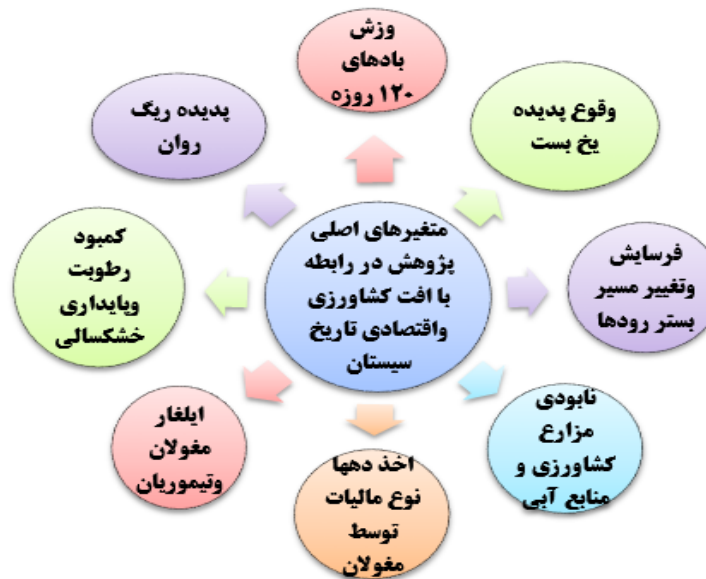 وزش
بادهای
۱۲۰ روزه
وقوع پدیده
یخ بست
فرسایش
وتغییر مسیر
بستر رودها
نابودی
مزارع
کشاورزی و
منابع آبی
اخذ دهها
نوع مالیات
توسط
مغولان
ایلغار
مغولان
وتیموریان
کمبود
رطوبت
وپایداری
خشکسالی
پدیده ریگ
روان
متغیرهای اصلی
پژوهش در رابطه
با افت کشاورزی
واقتصادی تاریخ
سیستان